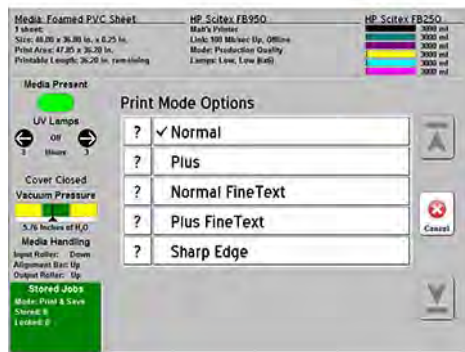 Media: Foamed PVC Sheet
1 sheet:
Size: 48.00 x 36.00 in. x 0.25 in.
Print Area: 47.85 x 36.20 in.
Printable Length: 36.20 in. remaining
HP Scitex FB950
Matt's Printer
Link: 100 Mb/sec Up, Offline
Mode: Production Quality
Lamps: Low, Low (6x6)
HP Scitex FB250
3000 ml
3000 ml
3000 ml
3000 ml
3000 ml
3000 ml
Media Present
UV Lamps
Off
3 Hours 3
Cover Closed
Vacuum Pressure
5.76 Inches of H2O
Media Handling
Input Roller: Down
Alignment Bar: Up
Output Roller: Up
Stored Jobs
Mode: Print & Save
Stored: 8
Locked: 0
Print Mode Options
? ✓ Normal
? Plus
? Normal FineText
? Plus FineText
? Sharp Edge
Cancel